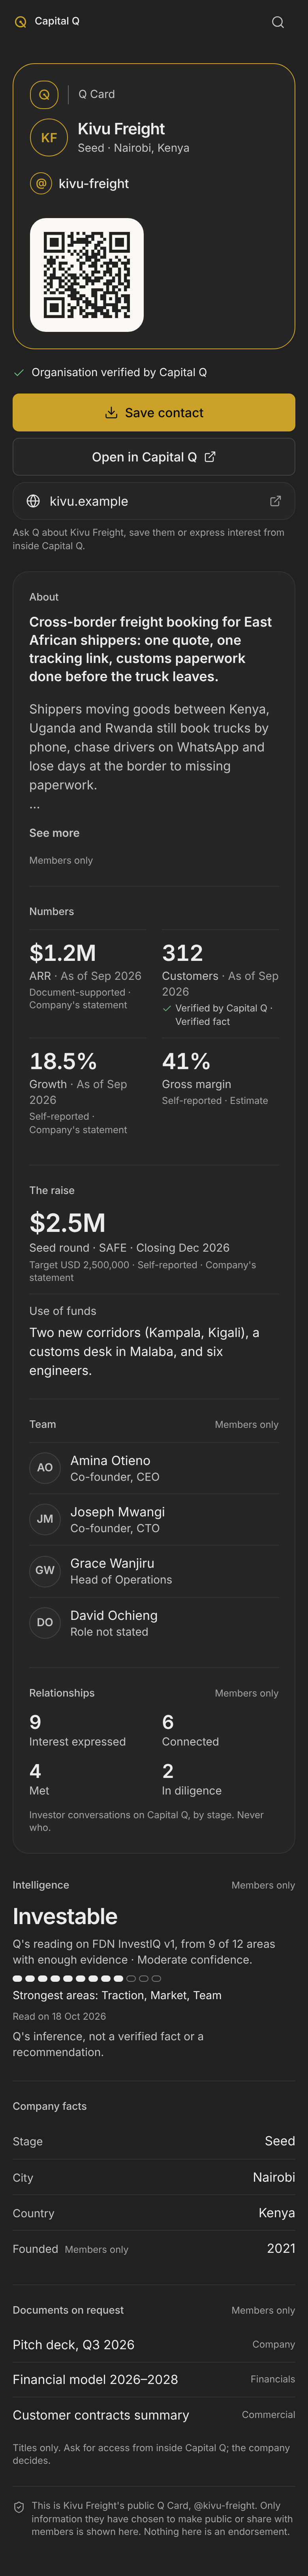 Capital Q
Q Card
KF
Kivu Freight
Seed · Nairobi, Kenya
@ kivu-freight
Organisation verified by Capital Q
Save contact
Open in Capital Q
kivu.example
Ask Q about Kivu Freight, save them or express interest from
inside Capital Q.
About
Cross-border freight booking for East
African shippers: one quote, one
tracking link, customs paperwork
done before the truck leaves.
Shippers moving goods between Kenya,
Uganda and Rwanda still book trucks by
phone, chase drivers on WhatsApp and
lose days at the border to missing
paperwork.
...
See more
Members only
Numbers
$1.2M
ARR · As of Sep 2026
Document-supported ·
Company's statement
312
Customers · As of Sep
2026
Verified by Capital Q ·
Verified fact
18.5%
Growth · As of Sep
2026
Self-reported ·
Company's statement
41%
Gross margin
Self-reported · Estimate
The raise
$2.5M
Seed round · SAFE · Closing Dec 2026
Target USD 2,500,000 · Self-reported · Company's
statement
Use of funds
Two new corridors (Kampala, Kigali), a
customs desk in Malaba, and six
engineers.
Team Members only
AO
Amina Otieno
Co-founder, CEO
JM
Joseph Mwangi
Co-founder, CTO
GW
Grace Wanjiru
Head of Operations
DO
David Ochieng
Role not stated
Relationships Members only
9
Interest expressed
6
Connected
4
Met
2
In diligence
Investor conversations on Capital Q, by stage. Never
who.
Intelligence Members only
Investable
Q's reading on FDN InvestIQ v1, from 9 of 12 areas
with enough evidence · Moderate confidence.
Strongest areas: Traction, Market, Team
Read on 18 Oct 2026
Q's inference, not a verified fact or a
recommendation.
Company facts
Stage Seed
City Nairobi
Country Kenya
Founded Members only 2021
Documents on request Members only
Pitch deck, Q3 2026 Company
Financial model 2026–2028 Financials
Customer contracts summary Commercial
Titles only. Ask for access from inside Capital Q; the company
decides.
This is Kivu Freight's public Q Card, @kivu-freight. Only
information they have chosen to make public or share with
members is shown here. Nothing here is an endorsement.